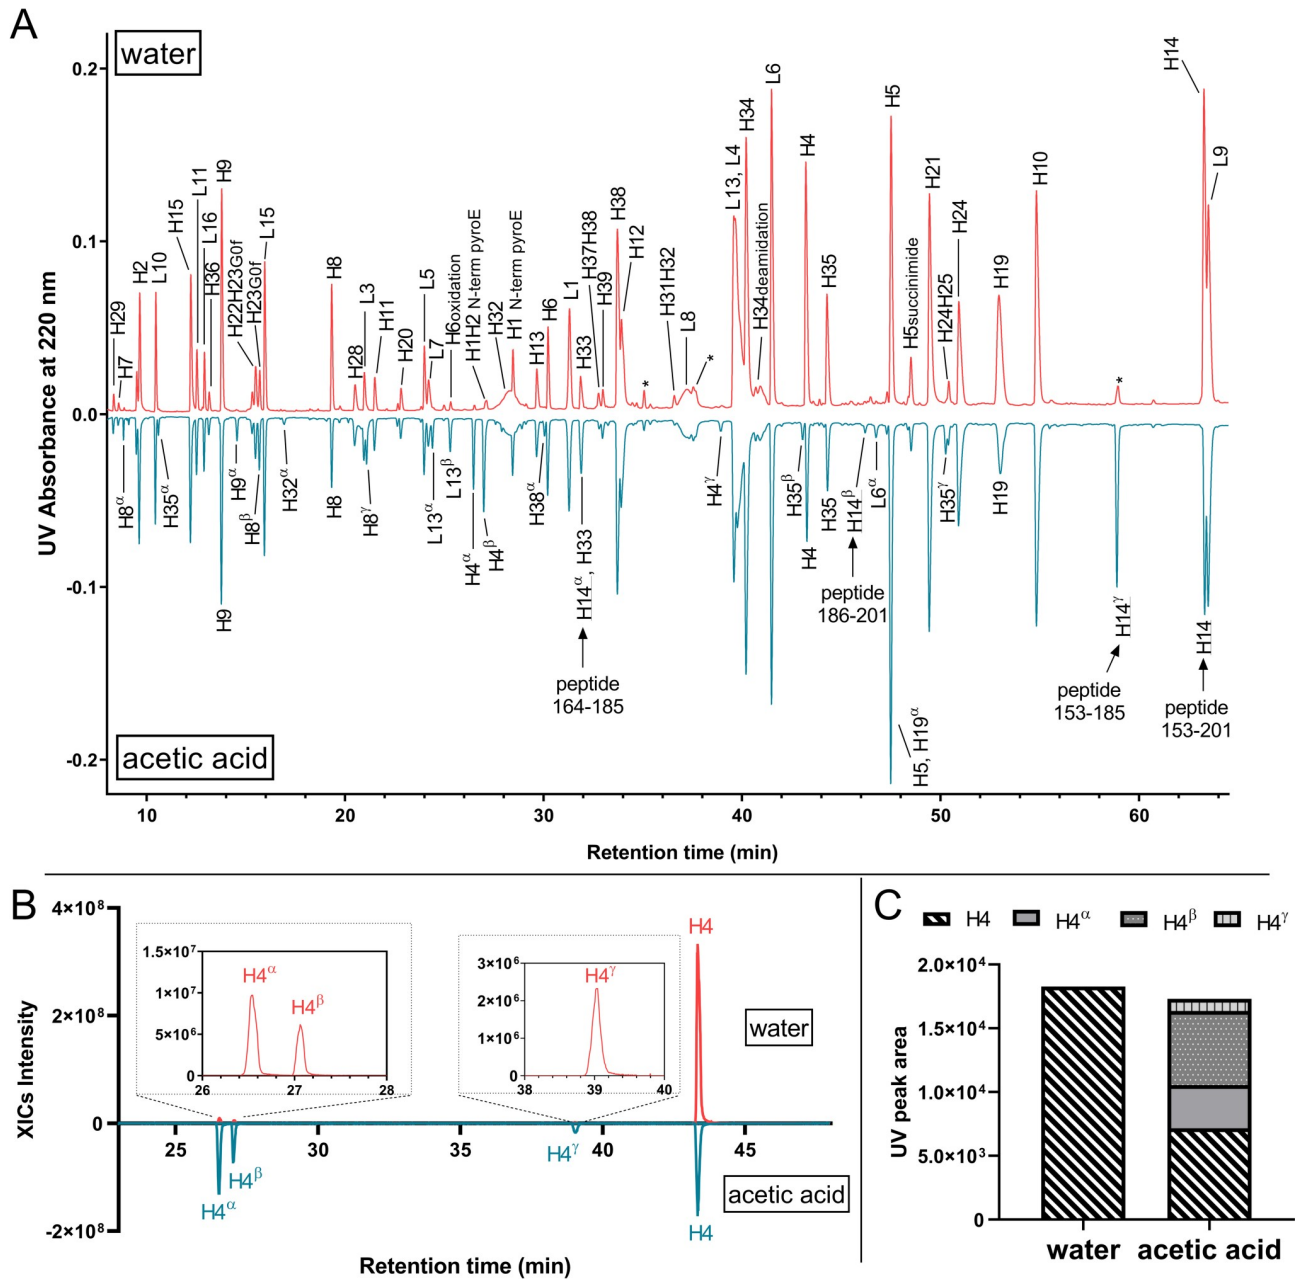 A
water
UV Absorbance at 220 nm
0.2
0.1
0.0
-0.1
-0.2
H29
H7
H2
L10
H15
L11
L16
H36
H9
H22H23G0f
H23G0f
L15
H8
H28
L3
H11
H20
L5
L7
H6oxidation
H1H2 N-term pyroE
H32
H1 N-term pyroE
H13
H6
L1
H33
H37H38
H39
H38
H12
*
H31H32
L8
*
L13, L4
H34
H34deamidation
L6
H4
H35
H5
H5succinimide
H21
H24H25
H24
H19
H10
*
H14
L9
H8α
H35α
H9
H9α
H8β
H32α
H8
H8γ
L13α
L13β
H4α
H4β
H38α
H14α, H33
peptide
164-185
H4γ
H35β
H4
H35
H14β
peptide
186-201
L6α
H5, H19α
H35γ
H19
H14γ
peptide
153-185
H14
peptide
153-201
acetic acid
10
20
30
40
50
60
Retention time (min)
B
XICs Intensity
4×10⁸
2×10⁸
0
-2×10⁸
1.5×10⁷
1×10⁷
5×10⁶
0
H4α
H4β
26
27
28
3×10⁶
2×10⁶
1×10⁶
0
H4γ
38
39
40
H4
water
25
30
35
40
45
H4α
H4β
H4γ
H4
acetic acid
Retention time (min)
C
H4
H4α
H4β
H4γ
UV peak area
2.0×10⁴
1.5×10⁴
1.0×10⁴
5.0×10³
0
water
acetic acid